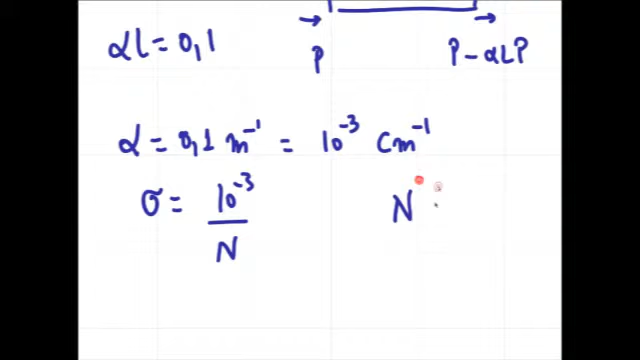 αl = 0,1
P
P - αLP
α = 0,1 m⁻¹ = 10⁻³ cm⁻¹
σ = 10⁻³ / N
N